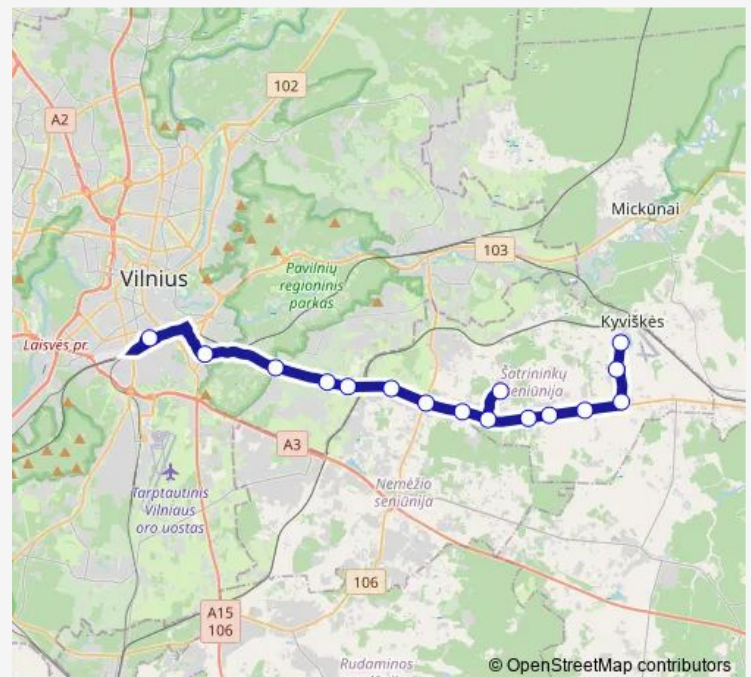 102
A2
Mickūnai
103
Vilnius
Pavilnių
regioninis
parkas
Kyviškės
Laisvės pr.
Šatrininkų
seniūnija
A3
Tarptautinis
Vilniaus
oro uostas
Nemėžio
seniūnija
106
A15
106
Rudaminos
© OpenStreetMap contributors